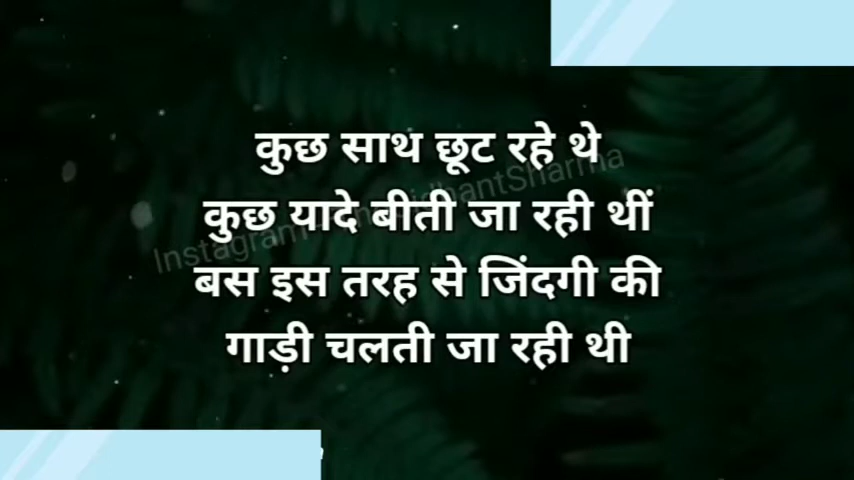 कुछ साथ छूट रहे थे
कुछ यादे बीती जा रही थीं
बस इस तरह से जिंदगी की
गाड़ी चलती जा रही थी